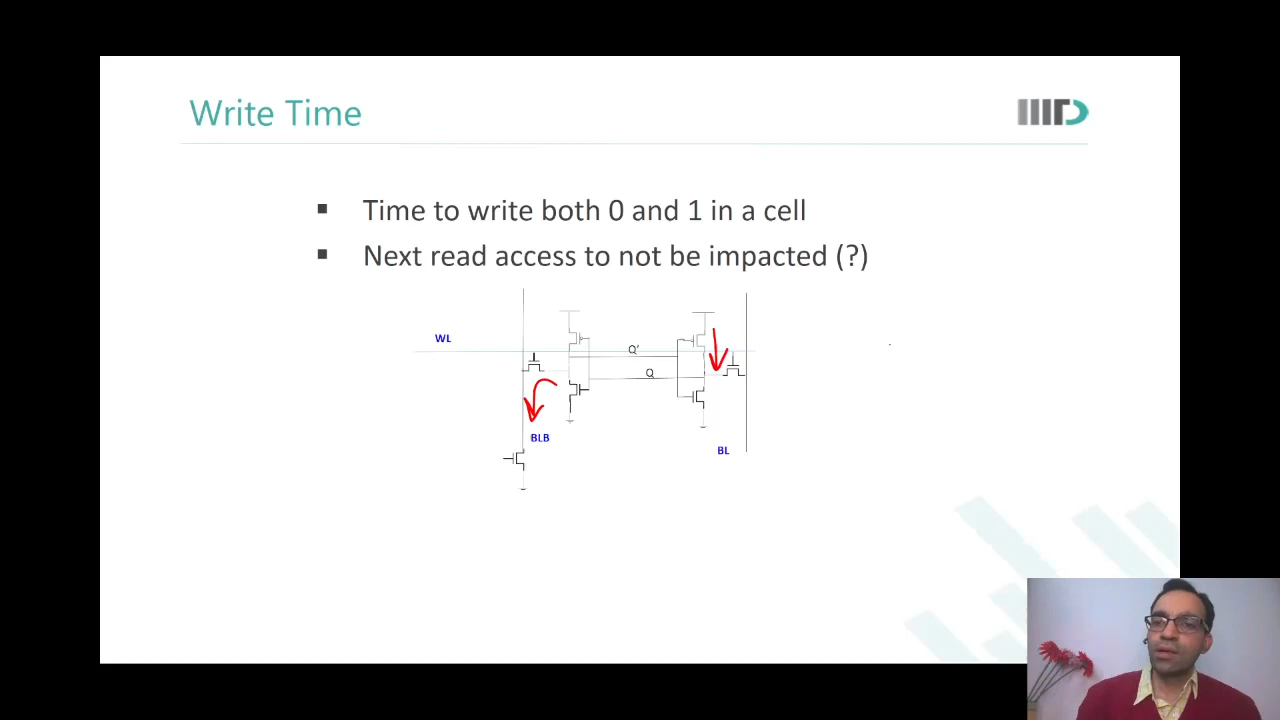 Write Time
IIITD
▪ Time to write both 0 and 1 in a cell
▪ Next read access to not be impacted (?)
WL
Q'
Q
BLB
BL